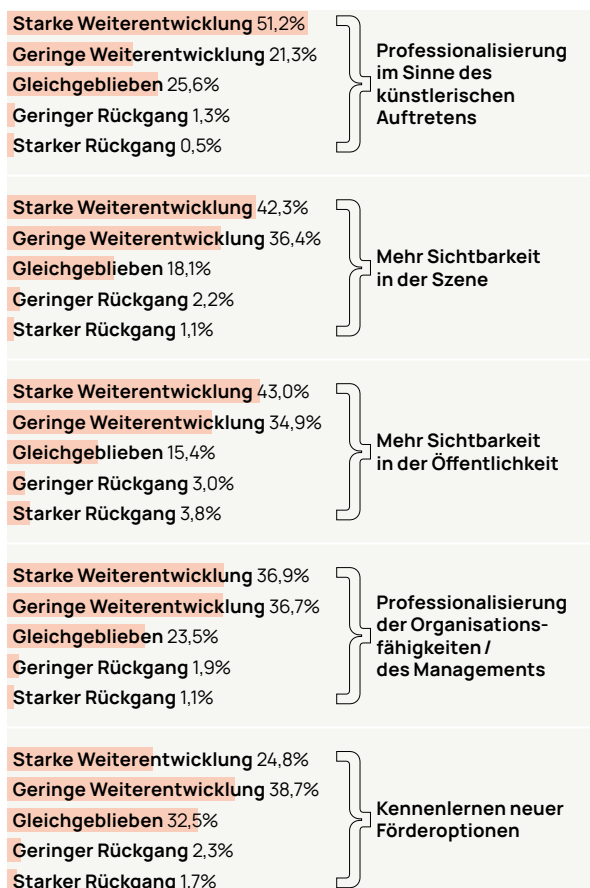 Starke Weiterentwicklung 51,2%
Geringe Weiterentwicklung 21,3%
Gleichgeblieben 25,6%
Geringer Rückgang 1,3%
Starker Rückgang 0,5%
Professionalisierung
im Sinne des
künstlerischen
Auftretens
Starke Weiterentwicklung 42,3%
Geringe Weiterentwicklung 36,4%
Gleichgeblieben 18,1%
Geringer Rückgang 2,2%
Starker Rückgang 1,1%
Mehr Sichtbarkeit
in der Szene
Starke Weiterentwicklung 43,0%
Geringe Weiterentwicklung 34,9%
Gleichgeblieben 15,4%
Geringer Rückgang 3,0%
Starker Rückgang 3,8%
Mehr Sichtbarkeit
in der Öffentlichkeit
Starke Weiterentwicklung 36,9%
Geringe Weiterentwicklung 36,7%
Gleichgeblieben 23,5%
Geringer Rückgang 1,9%
Starker Rückgang 1,1%
Professionalisierung
der Organisations-
fähigkeiten /
des Managements
Starke Weiterentwicklung 24,8%
Geringe Weiterentwicklung 38,7%
Gleichgeblieben 32,5%
Geringer Rückgang 2,3%
Starker Rückgang 1,7%
Kennenlernen neuer
Förderoptionen